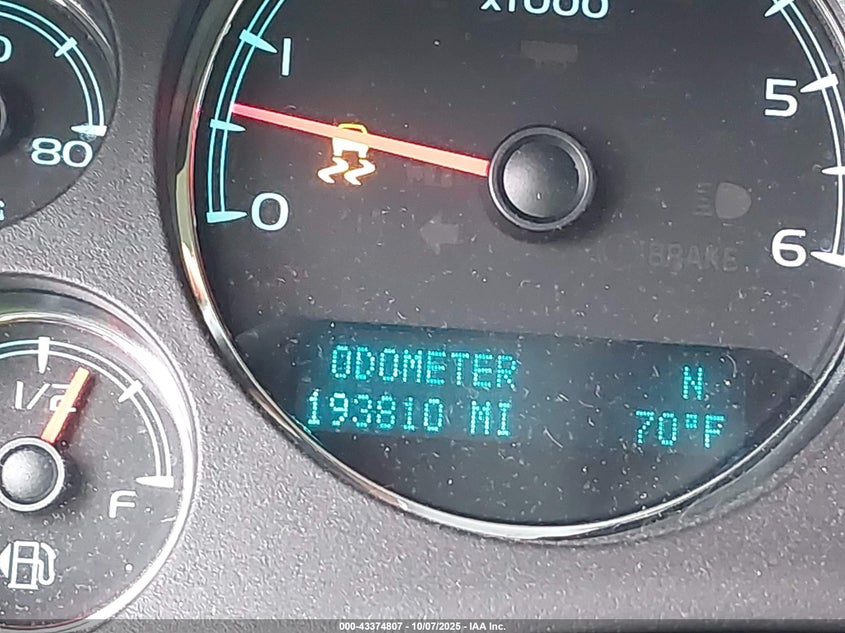 x1000
1
5
80
0
6
BRAKE
ODOMETER N
193810 MI 70°F
1/2
F
000-43374807 - 10/07/2025 - IAA Inc.